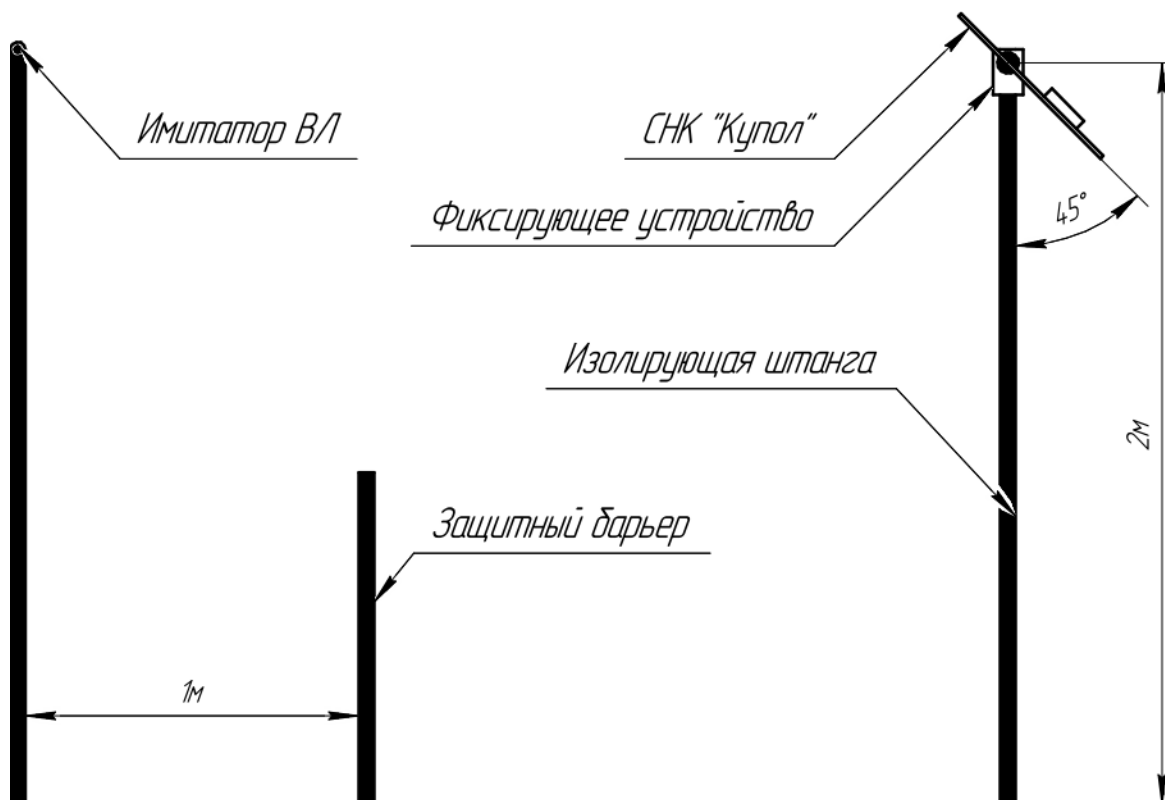 Имитатор ВЛ
СНК "Купол"
Фиксирующее устройство
45°
Изолирующая штанга
2м
Защитный барьер
1м